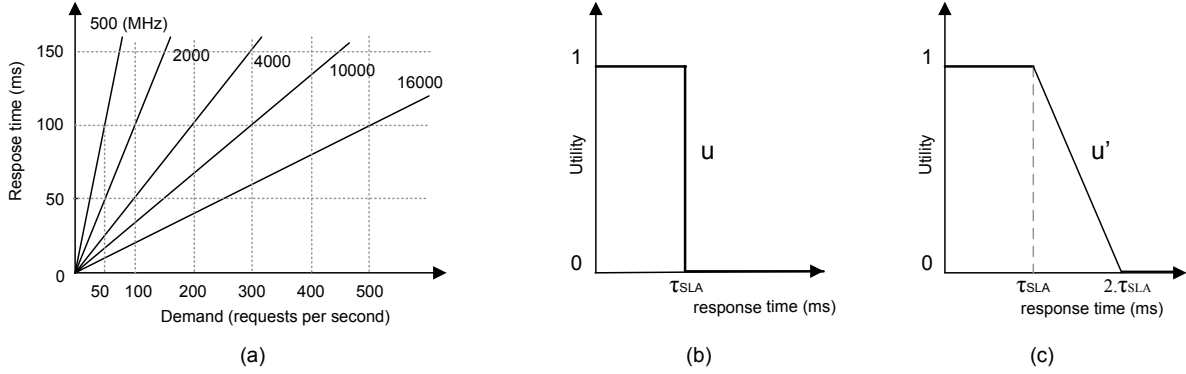 500 (MHz)
2000
4000
10000
16000
150
100
50
0
Respose time (ms)
50 100 200 300 400 500
Demand (requests per second)
(a)
1
Utility
u
0
τSLA
response time (ms)
(b)
1
Utility
u’
0
τSLA 2.τSLA
response time (ms)
(c)